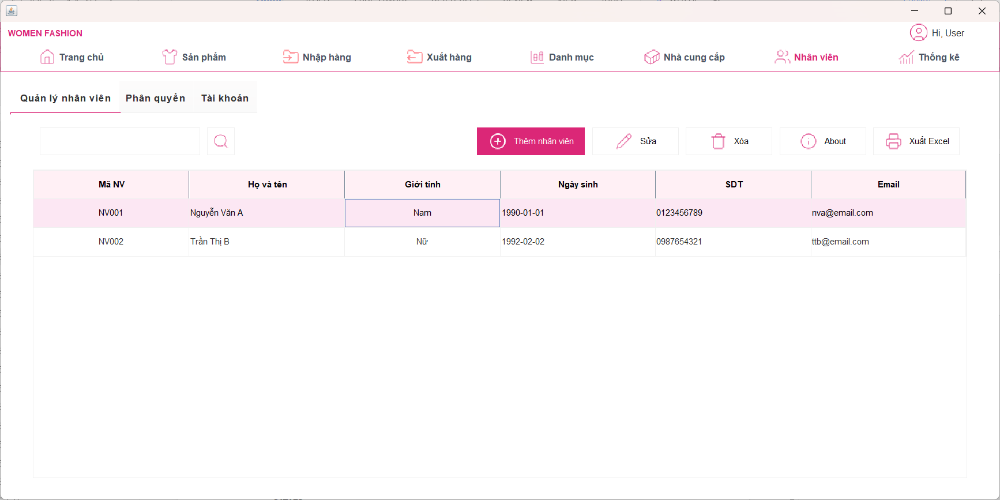 WOMEN FASHION
Hi, User
Trang chủ Sản phẩm Nhập hàng Xuất hàng Danh mục Nhà cung cấp Nhân viên Thống kê
Quản lý nhân viên Phân quyền Tài khoản
Thêm nhân viên Sửa Xóa About Xuất Excel
Mã NV Họ và tên Giới tính Ngày sinh SDT Email
NV001 Nguyễn Văn A Nam 1990-01-01 0123456789 nva@email.com
NV002 Trần Thị B Nữ 1992-02-02 0987654321 ttb@email.com